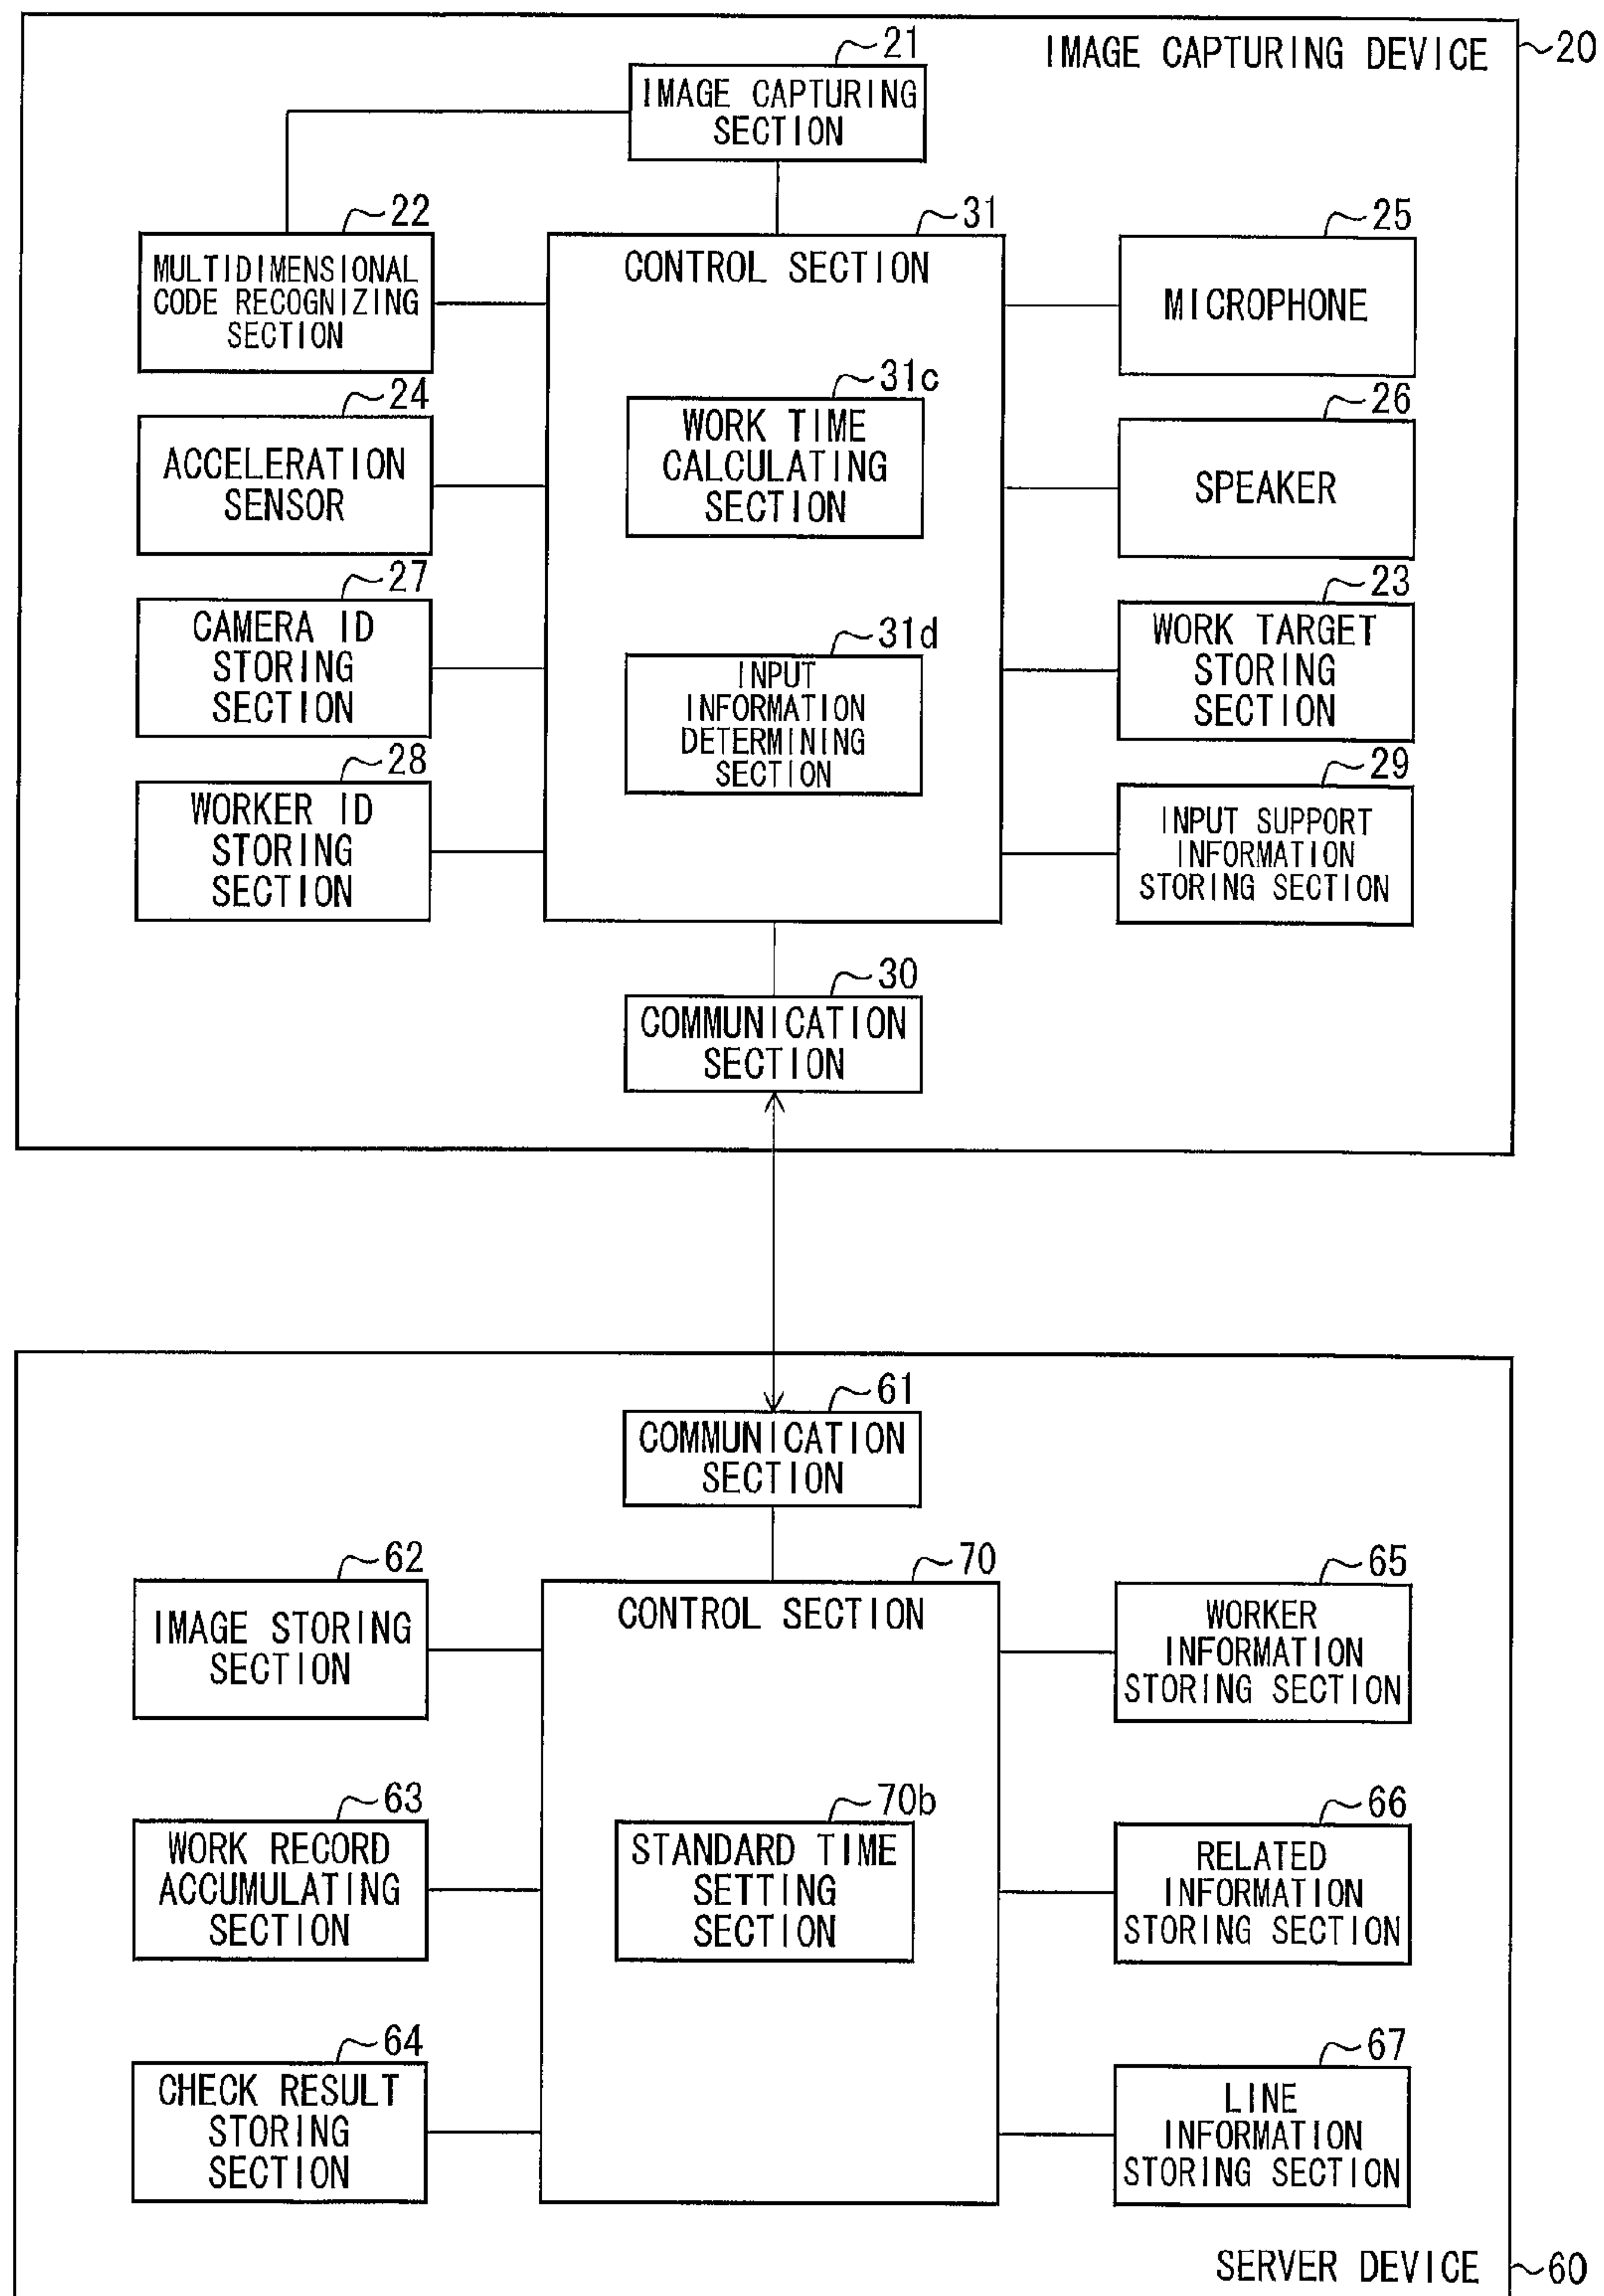 IMAGE CAPTURING DEVICE
20
21
IMAGE CAPTURING
SECTION
22
MULTIDIMENSIONAL
CODE RECOGNIZING
SECTION
31
CONTROL SECTION
25
MICROPHONE
24
ACCELERATION
SENSOR
31c
WORK TIME
CALCULATING
SECTION
26
SPEAKER
27
CAMERA ID
STORING
SECTION
31d
INPUT
INFORMATION
DETERMINING
SECTION
23
WORK TARGET
STORING
SECTION
28
WORKER ID
STORING
SECTION
29
INPUT SUPPORT
INFORMATION
STORING SECTION
30
COMMUNICATION
SECTION
61
COMMUNICATION
SECTION
62
IMAGE STORING
SECTION
70
CONTROL SECTION
65
WORKER
INFORMATION
STORING SECTION
63
WORK RECORD
ACCUMULATING
SECTION
70b
STANDARD TIME
SETTING
SECTION
66
RELATED
INFORMATION
STORING SECTION
64
CHECK RESULT
STORING
SECTION
67
LINE
INFORMATION
STORING SECTION
SERVER DEVICE
60